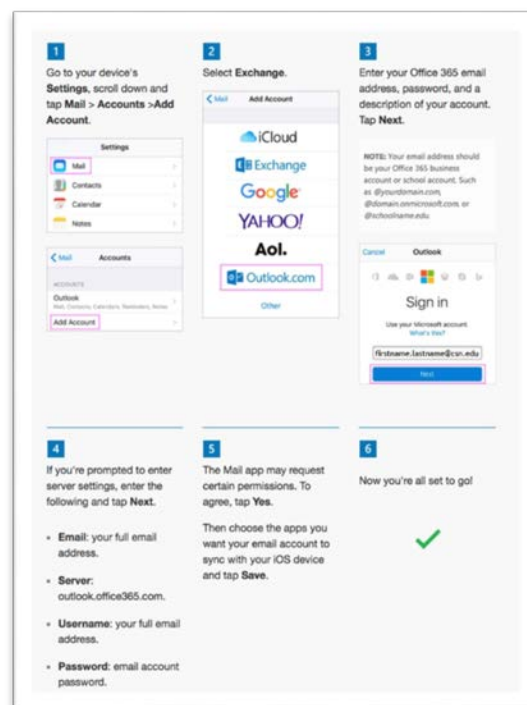 1
Go to your device's
Settings, scroll down and
tap Mail > Accounts >Add
Account.
Settings
Mail
Contacts
Calendar
Notes
Mail
Accounts
ACCOUNTS
Outlook
Mail, Contacts, Calendars, Reminders, Notes
Add Account
2
Select Exchange.
Mail
Add Account
iCloud
Exchange
Google
YAHOO!
Aol.
Outlook.com
Other
3
Enter your Office 365 email
address, password, and a
description of your account.
Tap Next.
NOTE: Your email address should
be your Office 365 business
account or school account. Such
as @yourdomain.com,
@domain.onmicrosoft.com, or
@schoolname.edu.
Cancel
Outlook
Sign in
Use your Microsoft account.
What's this?
firstname.lastname@csn.edu
Next
4
If you're prompted to enter
server settings, enter the
following and tap Next.
• Email: your full email
address.
• Server:
outlook.office365.com.
• Username: your full email
address.
• Password: email account
password.
5
The Mail app may request
certain permissions. To
agree, tap Yes.
Then choose the apps you
want your email account to
sync with your iOS device
and tap Save.
6
Now you're all set to go!